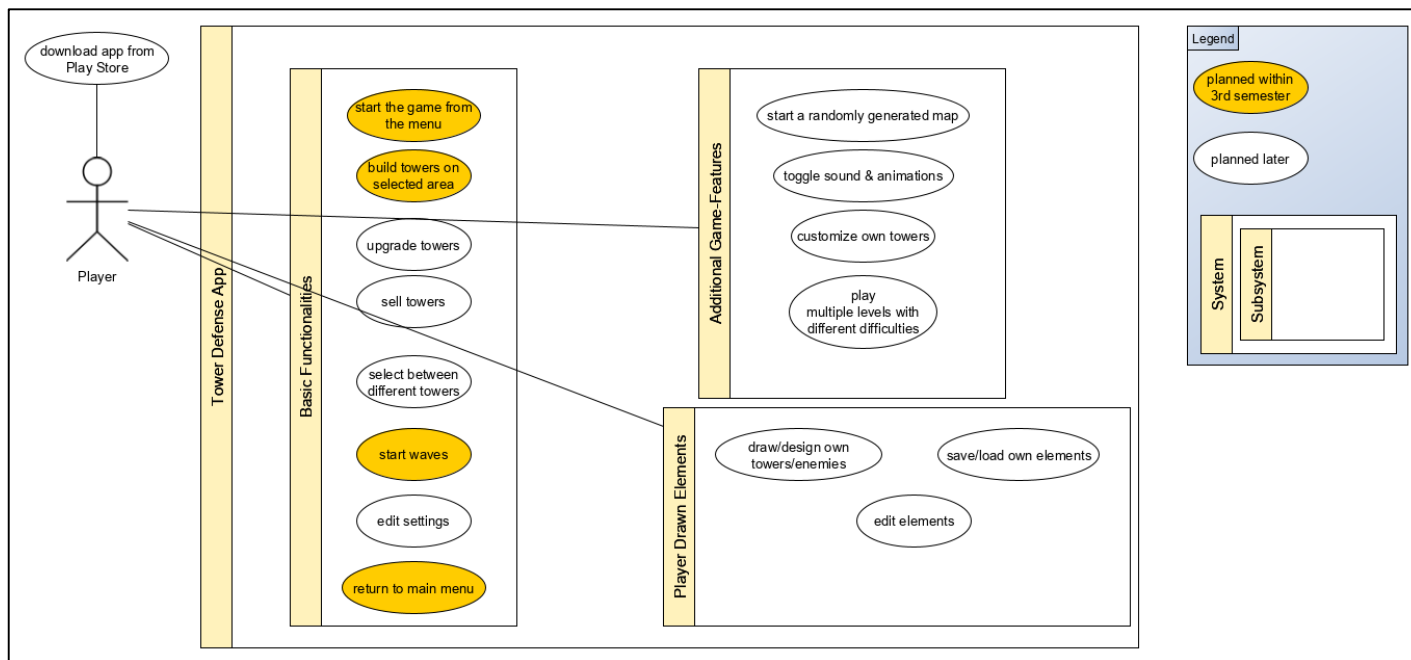 download app from
Play Store
Player
Tower Defense App
Basic Functionalities
start the game from
the menu
build towers on
selected area
upgrade towers
sell towers
select between
different towers
start waves
edit settings
return to main menu
Additional Game-Features
start a randomly generated map
toggle sound & animations
customize own towers
play
multiple levels with
different difficulties
Player Drawn Elements
draw/design own
towers/enemies
save/load own elements
edit elements
Legend
planned within
3rd semester
planned later
System
Subsystem